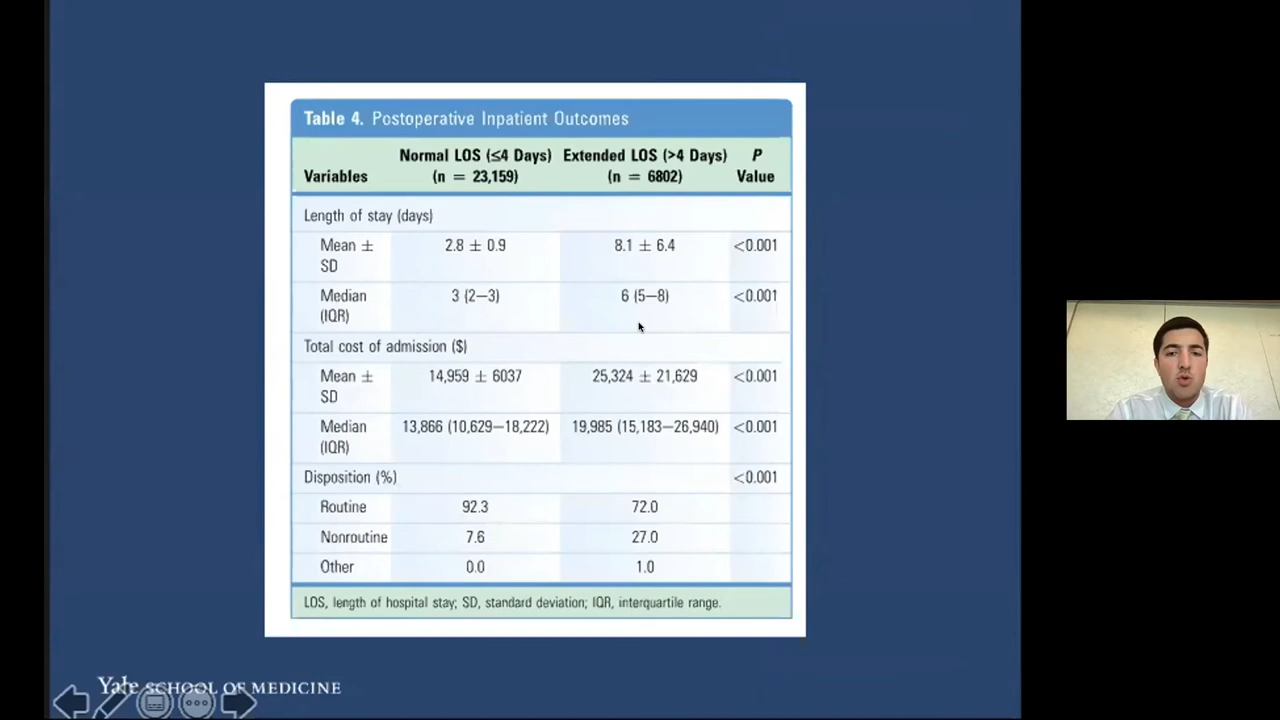 Table 4. Postoperative Inpatient Outcomes
Variables Normal LOS (≤4 Days) (n = 23,159) Extended LOS (>4 Days) (n = 6802) P Value
Length of stay (days)
Mean ± SD 2.8 ± 0.9 8.1 ± 6.4 <0.001
Median (IQR) 3 (2–3) 6 (5–8) <0.001
Total cost of admission ($)
Mean ± SD 14,959 ± 6037 25,324 ± 21,629 <0.001
Median (IQR) 13,866 (10,629–18,222) 19,985 (15,183–26,940) <0.001
Disposition (%) <0.001
Routine 92.3 72.0
Nonroutine 7.6 27.0
Other 0.0 1.0
LOS, length of hospital stay; SD, standard deviation; IQR, interquartile range.
Yale SCHOOL OF MEDICINE